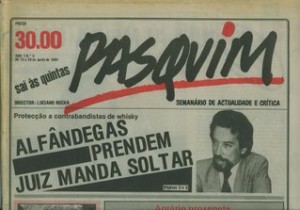 PREÇO
30.00
sai às quintas
PASQUIM
DIRECTOR: LUCIANO ROCHA
SEMANÁRIO DE ACTUALIDADE E CRÍTICA
Protecção a contrabandistas de whisky
ALFÂNDEGAS
PRENDEM
JUIZ MANDA SOLTAR